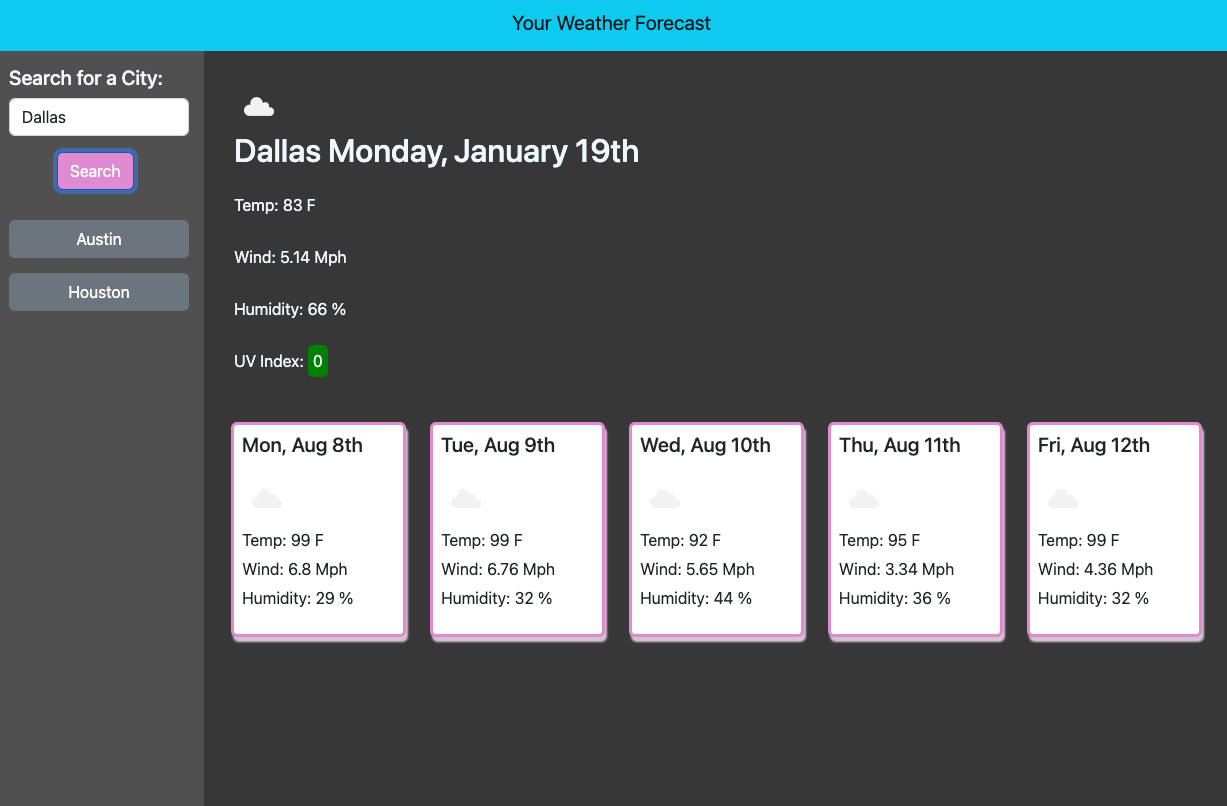 Your Weather Forecast
Search for a City:
Dallas
Search
Austin
Houston
Dallas Monday, January 19th
Temp: 83 F
Wind: 5.14 Mph
Humidity: 66 %
UV Index: 0
Mon, Aug 8th
Temp: 99 F
Wind: 6.8 Mph
Humidity: 29 %
Tue, Aug 9th
Temp: 99 F
Wind: 6.76 Mph
Humidity: 32 %
Wed, Aug 10th
Temp: 92 F
Wind: 5.65 Mph
Humidity: 44 %
Thu, Aug 11th
Temp: 95 F
Wind: 3.34 Mph
Humidity: 36 %
Fri, Aug 12th
Temp: 99 F
Wind: 4.36 Mph
Humidity: 32 %